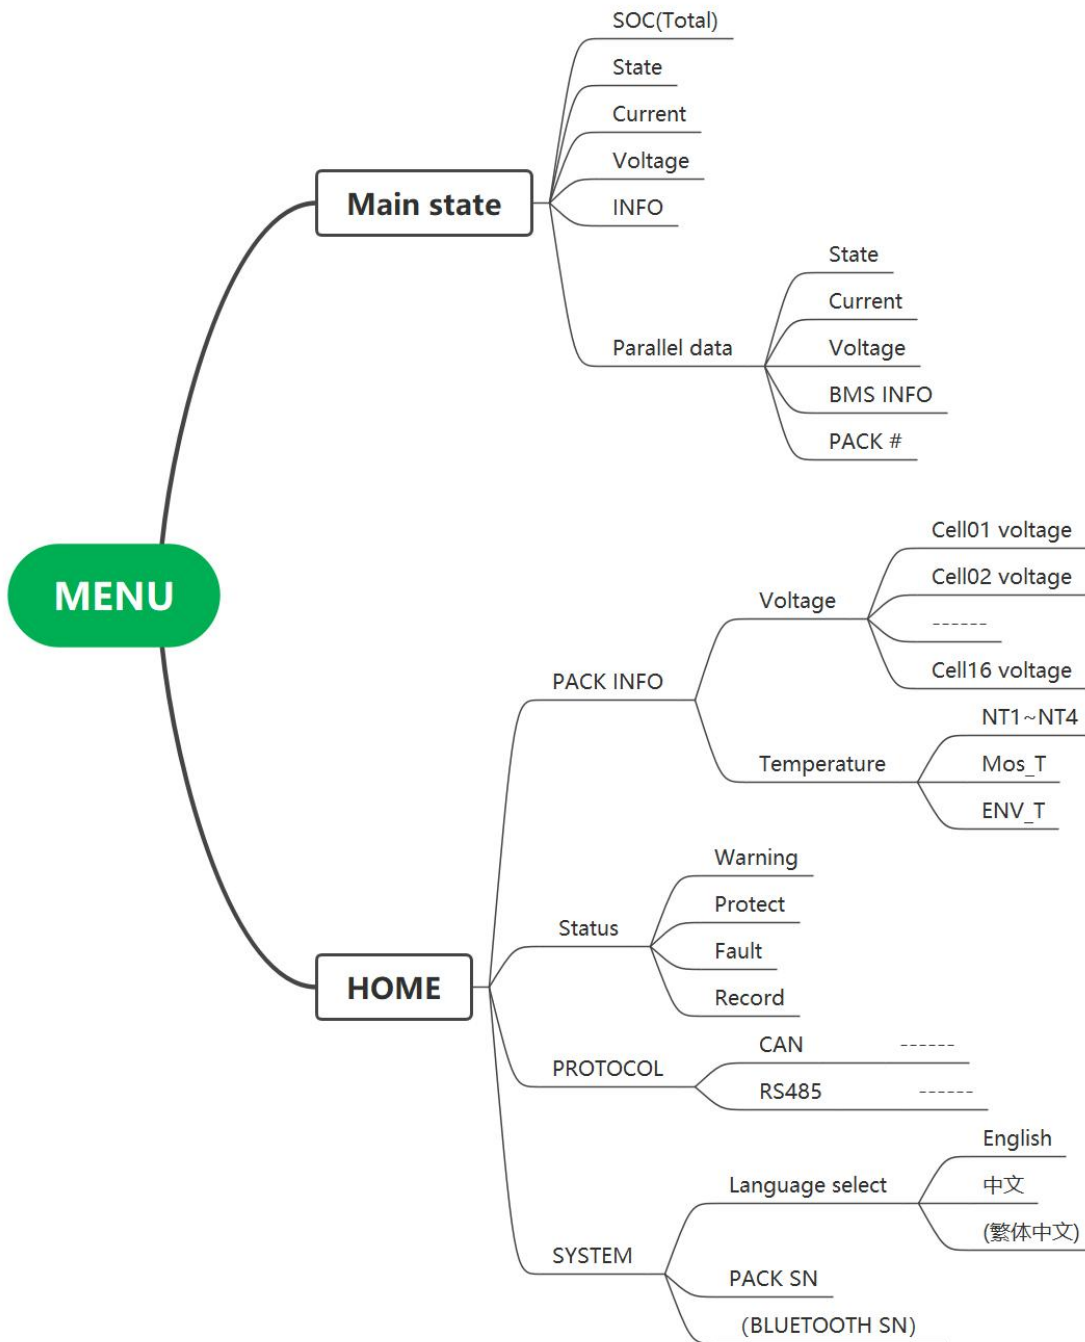 MENU
Main state
SOC(Total)
State
Current
Voltage
INFO
Parallel data
State
Current
Voltage
BMS INFO
PACK #
HOME
PACK INFO
Voltage
Cell01 voltage
Cell02 voltage
------
Cell16 voltage
Temperature
NT1~NT4
Mos_T
ENV_T
Status
Warning
Protect
Fault
Record
PROTOCOL
CAN ------
RS485 ------
SYSTEM
Language select
English
中文
(繁体中文)
PACK SN
(BLUETOOTH SN)